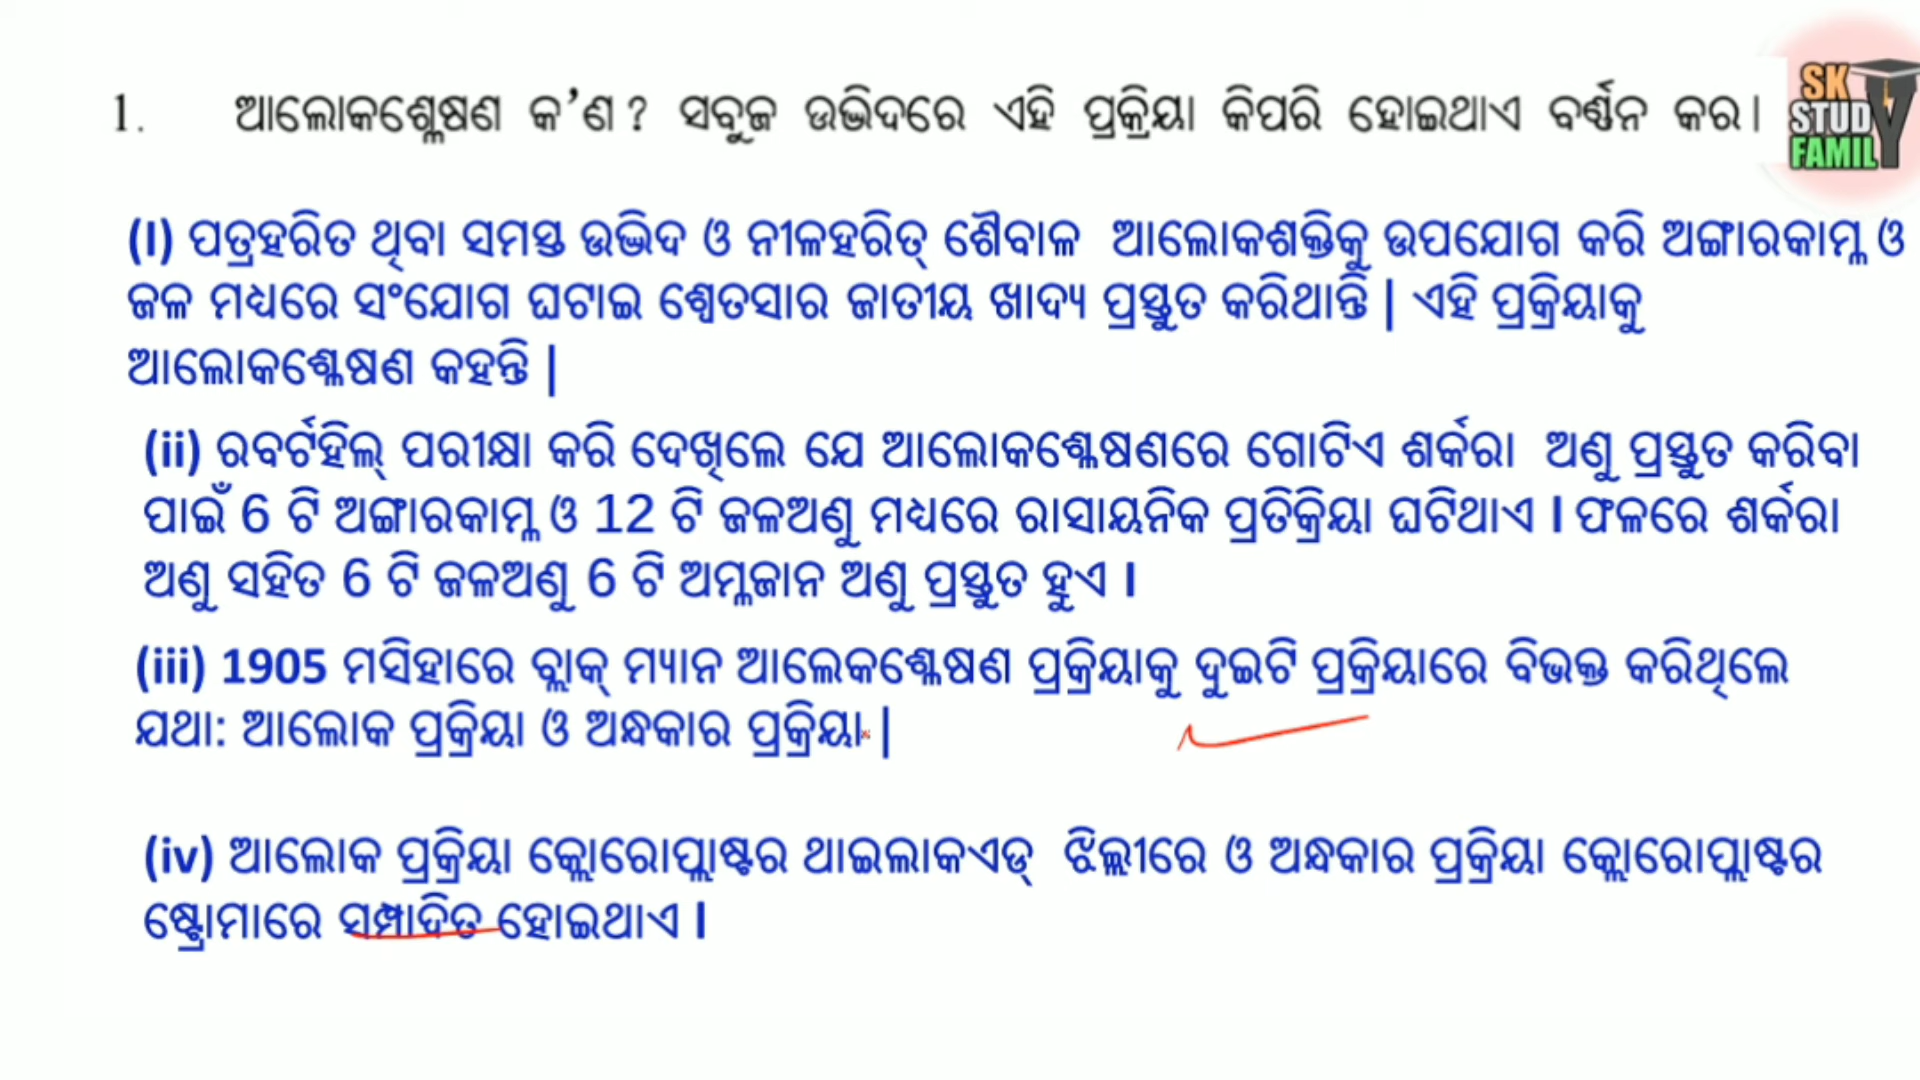 1. ଆଲୋକଶ୍ଳେଷଣ କ’ଣ? ସବୁଜ ଉଦ୍ଭିଦରେ ଏହି ପ୍ରକ୍ରିୟା କିପରି ହୋଇଥାଏ ବର୍ଣ୍ଣନ କର।
SK
STUDY
FAMILY
(I) ପତ୍ରହରିତ ଥିବା ସମସ୍ତ ଉଦ୍ଭିଦ ଓ ନୀଳହରିତ୍ ଶୈବାଳ ଆଲୋକଶକ୍ତିକୁ ଉପଯୋଗ କରି ଅଙ୍ଗାରକାମ୍ଳ ଓ
ଜଳ ମଧ୍ୟରେ ସଂଯୋଗ ଘଟାଇ ଶ୍ୱେତସାର ଜାତୀୟ ଖାଦ୍ୟ ପ୍ରସ୍ତୁତ କରିଥାନ୍ତି | ଏହି ପ୍ରକ୍ରିୟାକୁ
ଆଲୋକଶ୍ଳେଷଣ କହନ୍ତି |
(ii) ରବର୍ଟହିଲ୍ ପରୀକ୍ଷା କରି ଦେଖିଲେ ଯେ ଆଲୋକଶ୍ଳେଷଣରେ ଗୋଟିଏ ଶର୍କରା ଅଣୁ ପ୍ରସ୍ତୁତ କରିବା
ପାଇଁ 6 ଟି ଅଙ୍ଗାରକାମ୍ଳ ଓ 12 ଟି ଜଳଅଣୁ ମଧ୍ୟରେ ରାସାୟନିକ ପ୍ରତିକ୍ରିୟା ଘଟିଥାଏ I ଫଳରେ ଶର୍କରା
ଅଣୁ ସହିତ 6 ଟି ଜଳଅଣୁ 6 ଟି ଅମ୍ଳଜାନ ଅଣୁ ପ୍ରସ୍ତୁତ ହୁଏ I
(iii) 1905 ମସିହାରେ ବ୍ଲାକ୍ ମ୍ୟାନ ଆଲେକଶ୍ଳେଷଣ ପ୍ରକ୍ରିୟାକୁ ଦୁଇଟି ପ୍ରକ୍ରିୟାରେ ବିଭକ୍ତ କରିଥିଲେ
ଯଥା: ଆଲୋକ ପ୍ରକ୍ରିୟା ଓ ଅନ୍ଧକାର ପ୍ରକ୍ରିୟା |
(iv) ଆଲୋକ ପ୍ରକ୍ରିୟା କ୍ଲୋରୋପ୍ଲାଷ୍ଟର ଥାଇଲାକଏଡ୍ ଝିଲ୍ଲୀରେ ଓ ଅନ୍ଧକାର ପ୍ରକ୍ରିୟା କ୍ଲୋରୋପ୍ଲାଷ୍ଟର
ଷ୍ଟ୍ରୋମାରେ ସମ୍ପାଦିତ ହୋଇଥାଏ I